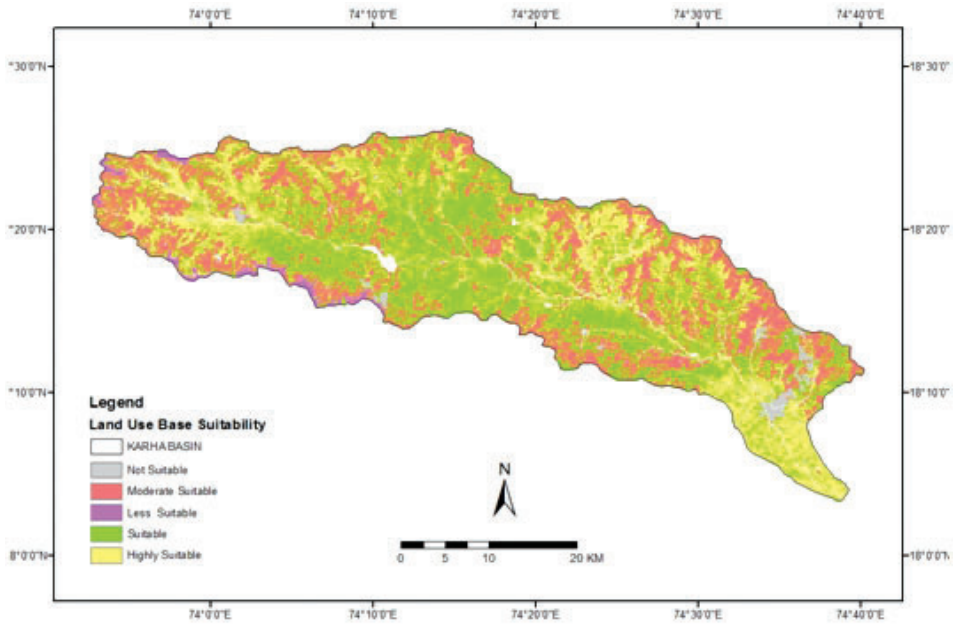 74°0'0"E 74°10'0"E 74°20'0"E 74°30'0"E 74°40'0"E
°30'0"N 18°30'0"
°20'0"N 18°20'0"
°10'0"N 18°10'0"
8°0'0"N 18°0'0"N
Legend
Land Use Base Suitability
KARHA BASIN
Not Suitable
Moderate Suitable
Less Suitable
Suitable
Highly Suitable
N
0 5 10 20 KM
74°0'0"E 74°10'0"E 74°20'0"E 74°30'0"E 74°40'0"E